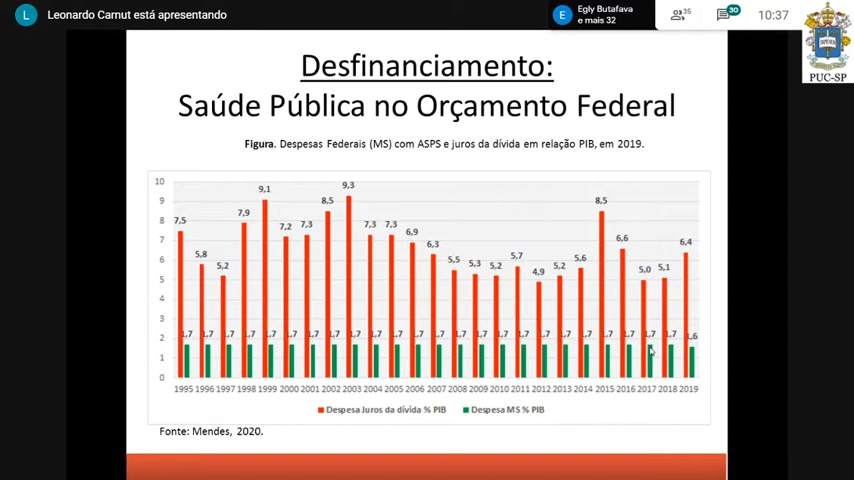 L Leonardo Carnut está apresentando
E Egly Butafava
e mais 32
35
30
10:37
PUC-SP
Desfinanciamento:
Saúde Pública no Orçamento Federal
Figura. Despesas Federais (MS) com ASPS e juros da dívida em relação PIB, em 2019.
10
9
8
7
6
5
4
3
2
1
0
7,5 5,8 5,2 7,9 9,1 7,2 7,3 8,5 9,3 7,3 7,3 6,9 6,3 5,5 5,3 5,2 5,7 4,9 5,2 5,6 8,5 6,6 5,0 5,1 6,4
1,7 1,7 1,7 1,7 1,7 1,7 1,7 1,7 1,7 1,7 1,7 1,7 1,7 1,7 1,7 1,7 1,7 1,7 1,7 1,7 1,7 1,7 1,7 1,7 1,6
1995 1996 1997 1998 1999 2000 2001 2002 2003 2004 2005 2006 2007 2008 2009 2010 2011 2012 2013 2014 2015 2016 2017 2018 2019
Despesa Juros da dívida % PIB Despesa MS % PIB
Fonte: Mendes, 2020.